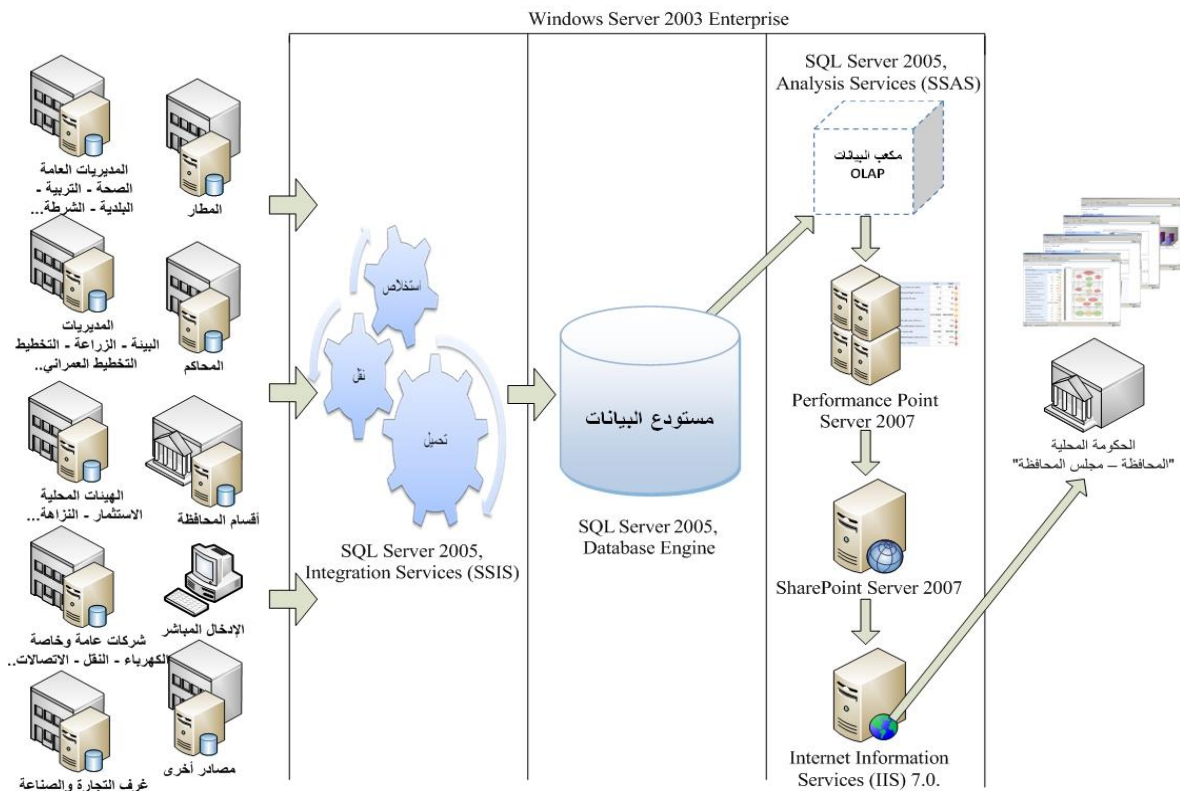 Windows Server 2003 Enterprise
المديريات العامة
الصحة - التربية -
البلدية - الشرطة...
المطار
المديريات
البيئة - الزراعة - التخطيط
التخطيط العمراني..
المحاكم
الهيئات المحلية
الاستثمار - النزاهة...
أقسام المحافظة
شركات عامة وخاصة
الكهرباء - النقل - الاتصالات..
الإدخال المباشر
غرف التجارة والصناعة
مصادر أخرى
استخلاص
نقل
تحميل
SQL Server 2005,
Integration Services (SSIS)
مستودع البيانات
SQL Server 2005,
Database Engine
SQL Server 2005,
Analysis Services (SSAS)
مكعب البيانات
OLAP
Performance Point
Server 2007
SharePoint Server 2007
Internet Information
Services (IIS) 7.0.
الحكومة المحلية
"المحافظة – مجلس المحافظة"